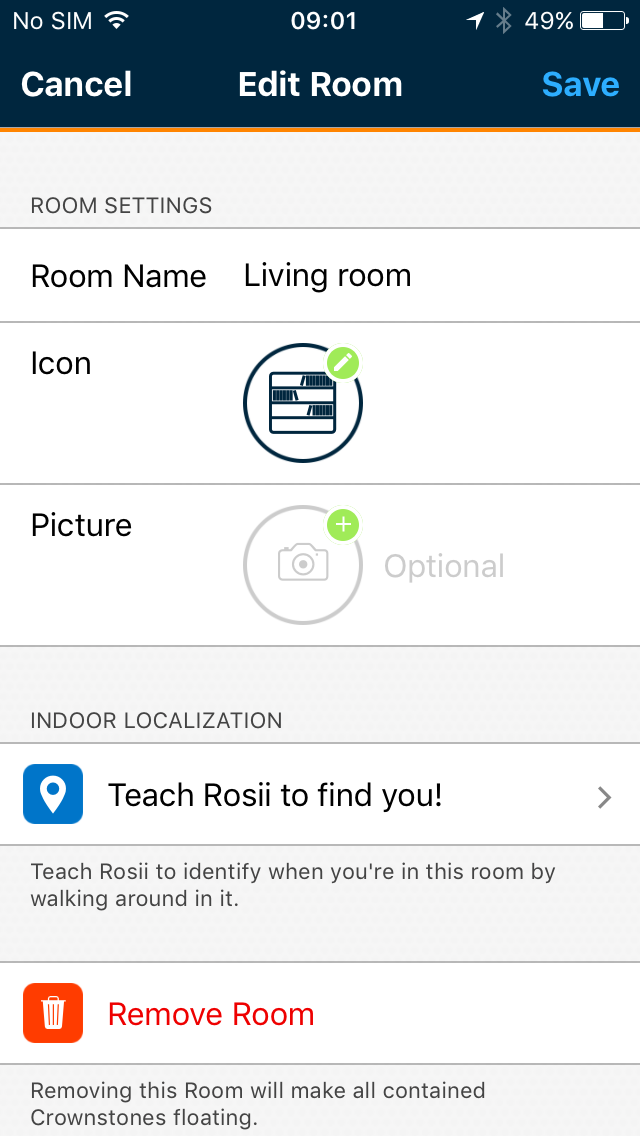 No SIM 09:01 49%
Cancel Edit Room Save
ROOM SETTINGS
Room Name Living room
Icon
Picture Optional
INDOOR LOCALIZATION
Teach Rosii to find you!
Teach Rosii to identify when you're in this room by
walking around in it.
Remove Room
Removing this Room will make all contained
Crownstones floating.